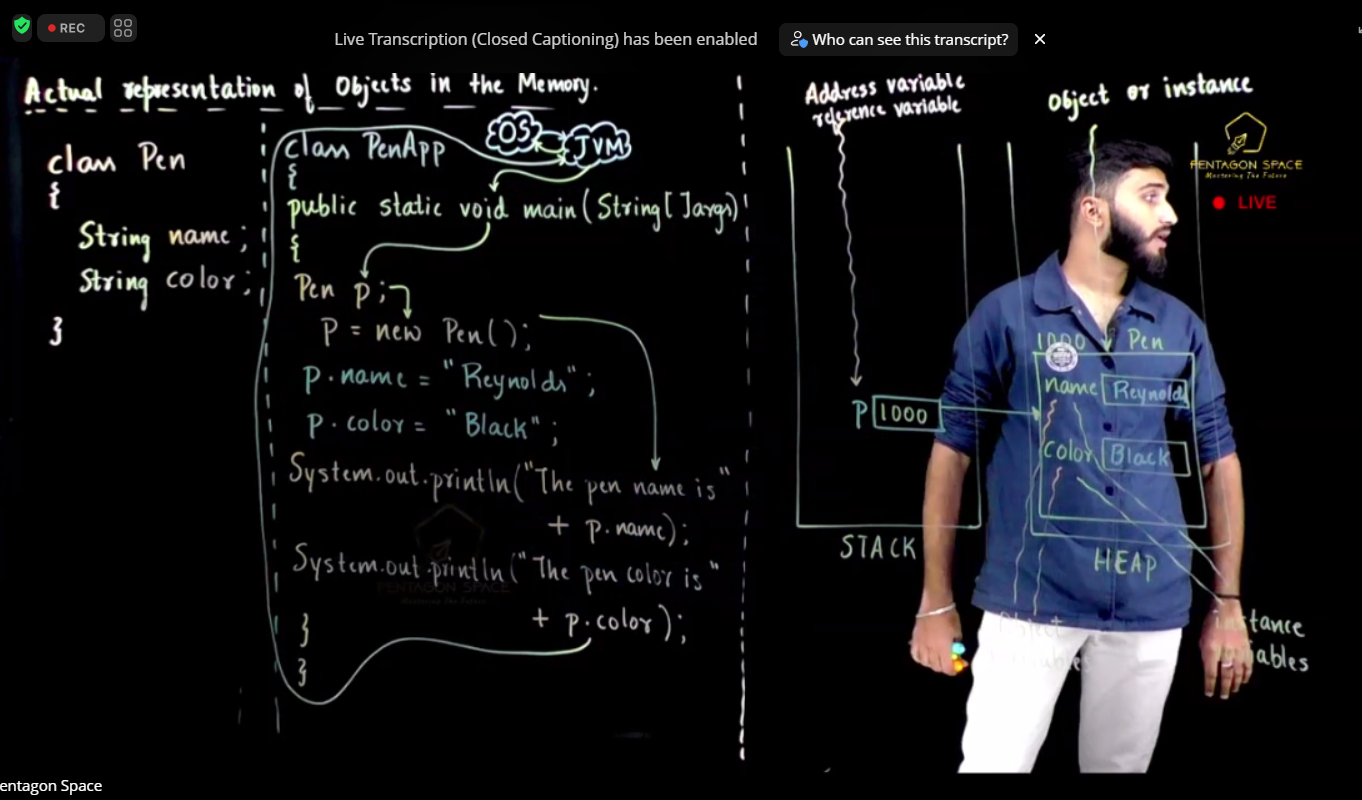 REC
Live Transcription (Closed Captioning) has been enabled
Who can see this transcript?
Actual representation of Objects in the Memory.
class Pen
{
String name;
String color;
}
OS
JVM
class PenApp
{
public static void main(String[]args)
{
Pen p;
P = new Pen();
p.name = "Reynolds";
p.color = "Black";
System.out.println("The pen name is"
+ p.name);
System.out.println("The pen color is"
+ p.color);
}
}
PENTAGON SPACE
Mastering The Future
Address variable
reference variable
P 1000
STACK
Object or instance
PENTAGON SPACE
Mastering The Future
LIVE
1000 Pen
name Reynolds
color Black
HEAP
Object
instance
variables
entagon Space